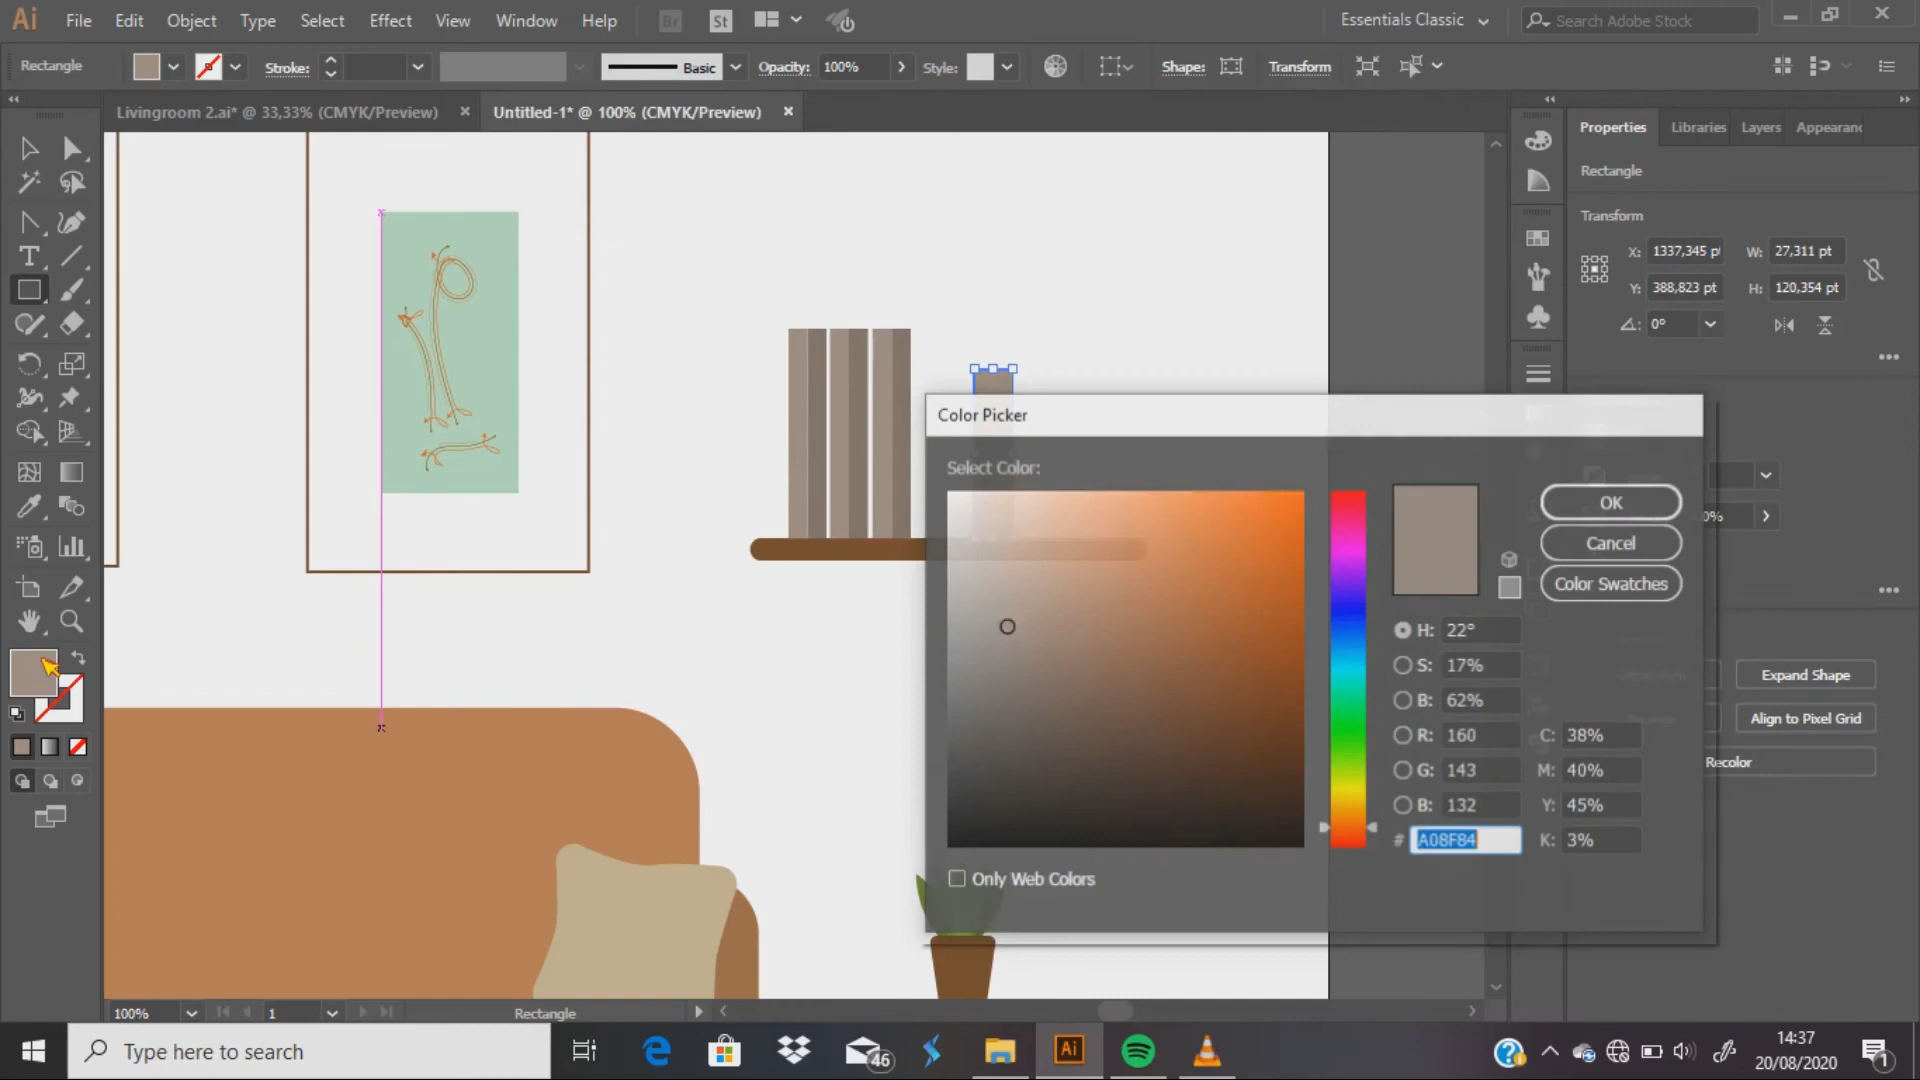 Ai File Edit Object Type Select Effect View Window Help Br St Essentials Classic Search Adobe Stock
Rectangle Stroke: Basic Opacity: 100% Style: Shape: Transform
Livingroom 2.ai* @ 33,33% (CMYK/Preview) Untitled-1* @ 100% (CMYK/Preview)
Properties Libraries Layers Appearanc
Rectangle
Transform
X: 1337,345 p W: 27,311 pt
Y: 388,823 pt H: 120,354 pt
0°
Color Picker
Select Color:
OK
0%
Cancel
Color Swatches
H: 22°
S: 17%
Expand Shape
B: 62%
Align to Pixel Grid
R: 160 C: 38%
Recolor
G: 143 M: 40%
B: 132 Y: 45%
# A08F84 K: 3%
Only Web Colors
100% 1 Rectangle
Type here to search 46 Ai 14:37
20/08/2020 1